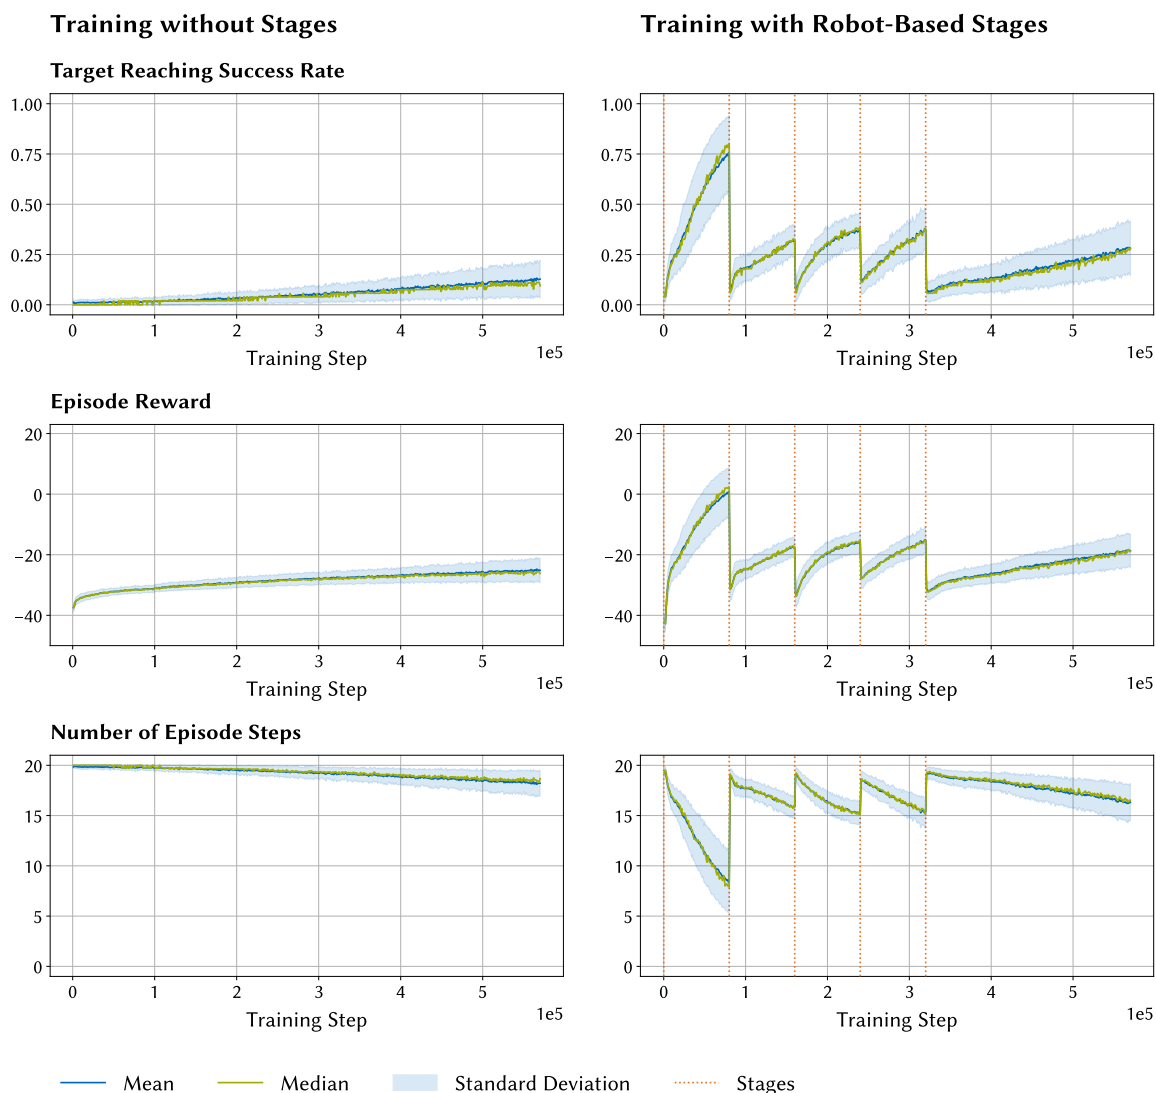 Training without Stages
Training with Robot-Based Stages
Target Reaching Success Rate
1.00
0.75
0.50
0.25
0.00
0 1 2 3 4 5
1e5
Training Step
1.00
0.75
0.50
0.25
0.00
0 1 2 3 4 5
1e5
Training Step
Episode Reward
20
0
−20
−40
0 1 2 3 4 5
1e5
Training Step
20
0
−20
−40
0 1 2 3 4 5
1e5
Training Step
Number of Episode Steps
20
15
10
5
0
0 1 2 3 4 5
1e5
Training Step
20
15
10
5
0
0 1 2 3 4 5
1e5
Training Step
Mean Median Standard Deviation Stages